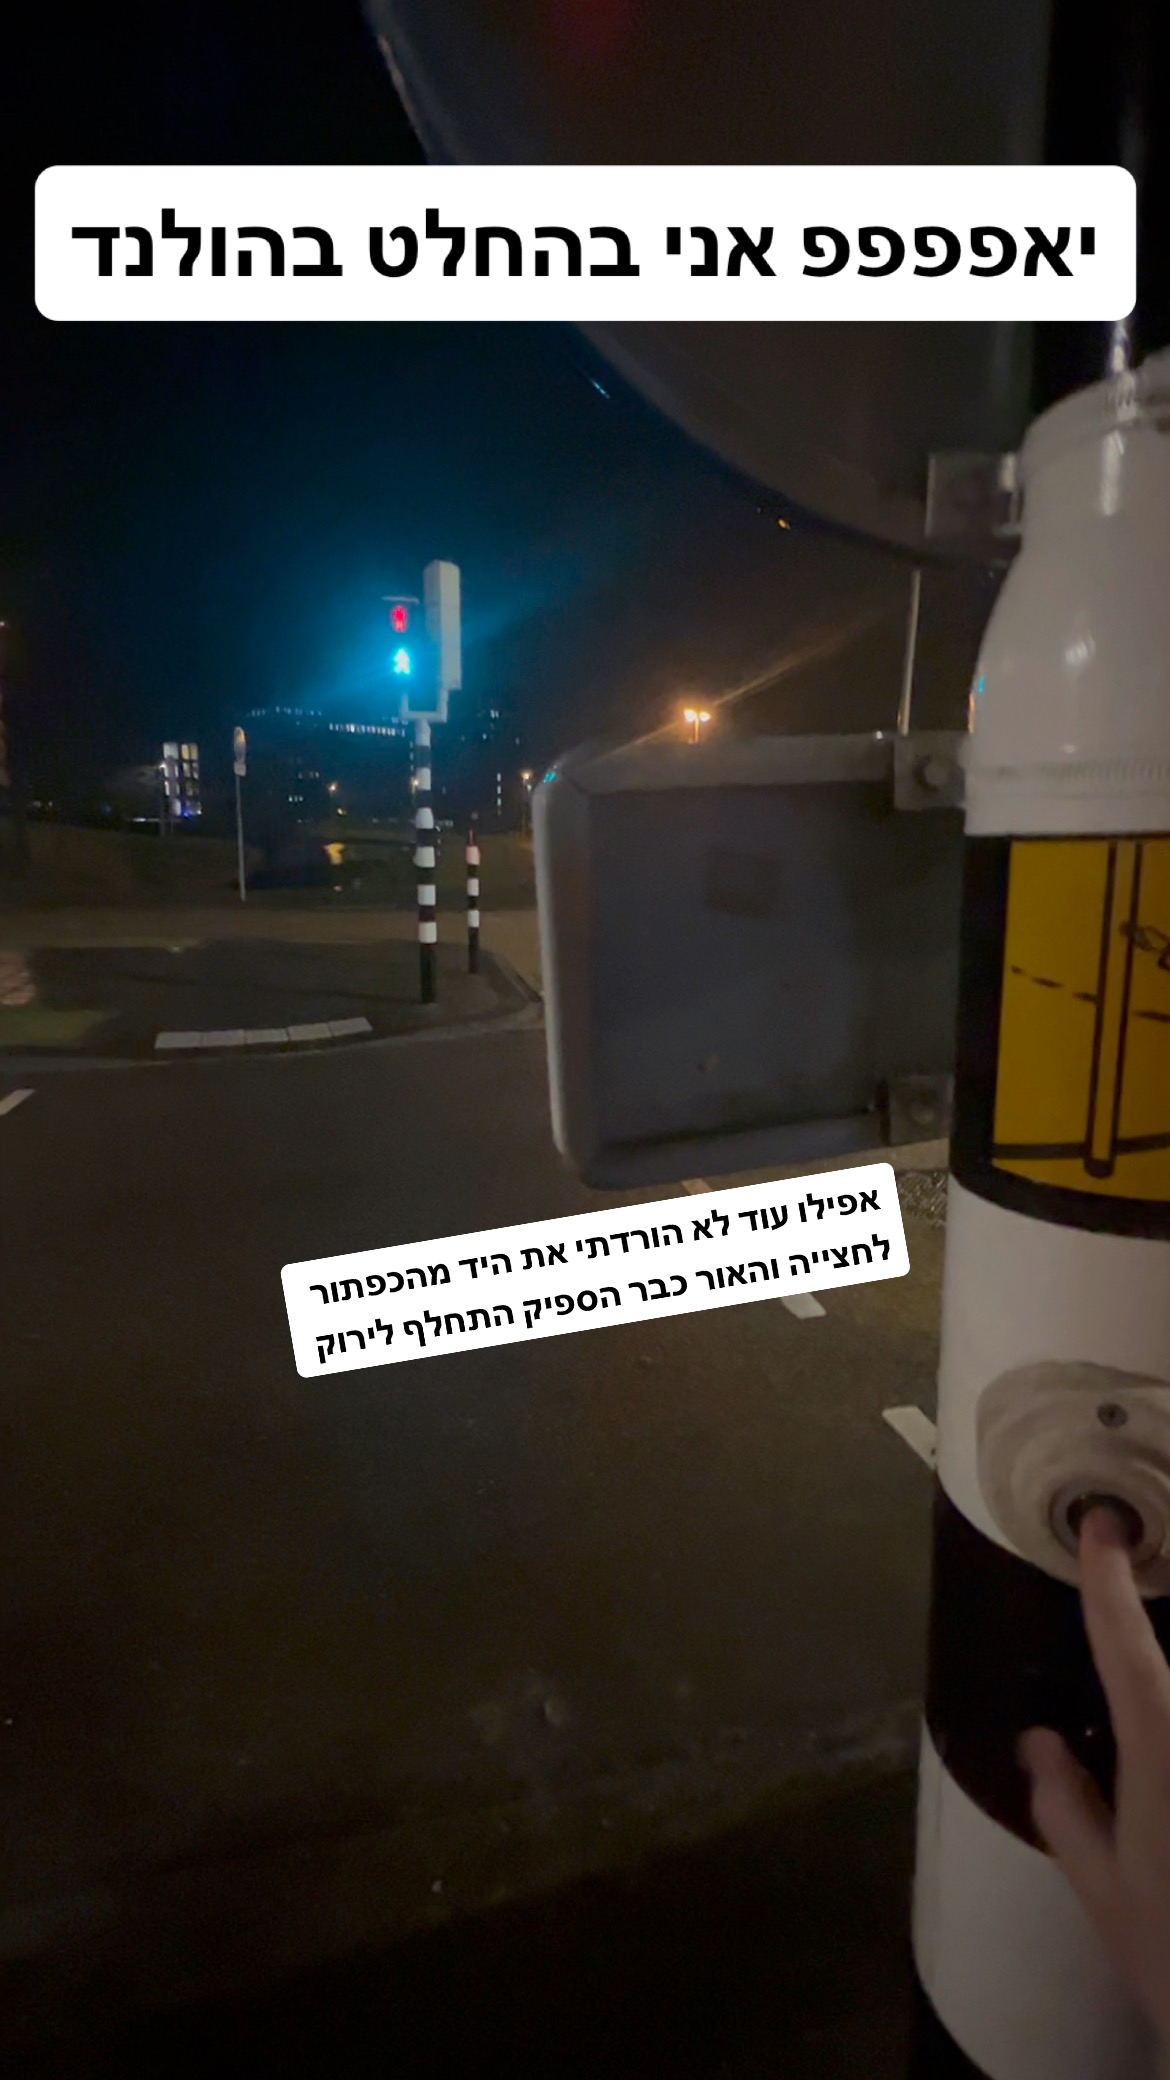 יאפפפפ אני בהחלט בהולנד
אפילו עוד לא הורדתי את היד מהכפתור
לחצייה והאור כבר הספיק התחלף לירוק